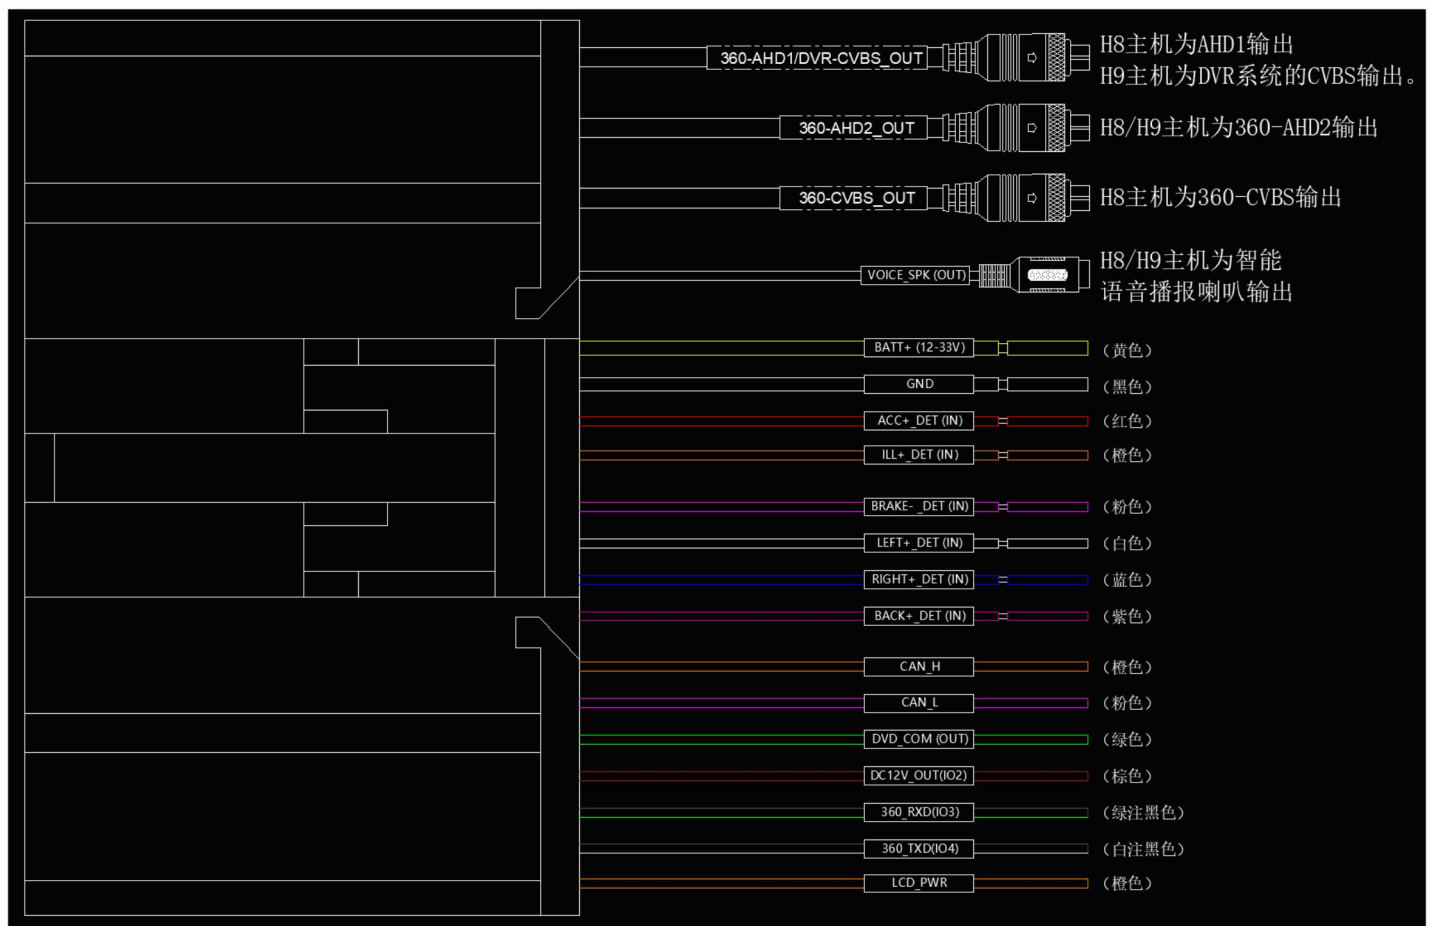 360-AHD1/DVR-CVBS_OUT
H8主机为AHD1输出
H9主机为DVR系统的CVBS输出。
360-AHD2_OUT
H8/H9主机为360-AHD2输出
360-CVBS_OUT
H8主机为360-CVBS输出
VOICE_SPK(OUT)
H8/H9主机为智能
语音播报喇叭输出
BATT+ (12-33V)
(黄色)
GND
(黑色)
ACC+_DET(IN)
(红色)
ILL+_DET(IN)
(橙色)
BRAKE- _DET(IN)
(粉色)
LEFT+_DET(IN)
(白色)
RIGHT+_DET(IN)
(蓝色)
BACK+_DET(IN)
(紫色)
CAN_H
(橙色)
CAN_L
(粉色)
DVD_COM(OUT)
(绿色)
DC12V_OUT(IO2)
(棕色)
360_RXD(IO3)
(绿注黑色)
360_TXD(IO4)
(白注黑色)
LCD_PWR
(橙色)